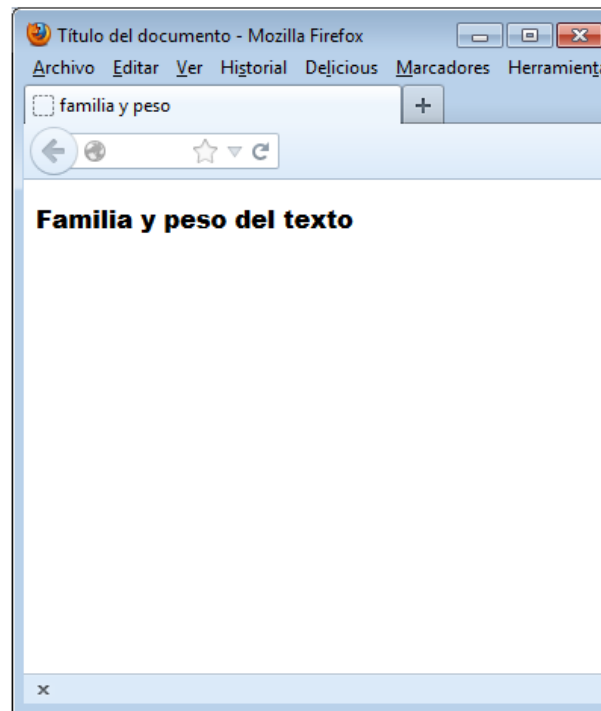 Título del documento - Mozilla Firefox
Archivo Editar Ver Historial Delicious Marcadores Herramienta
familia y peso
Familia y peso del texto